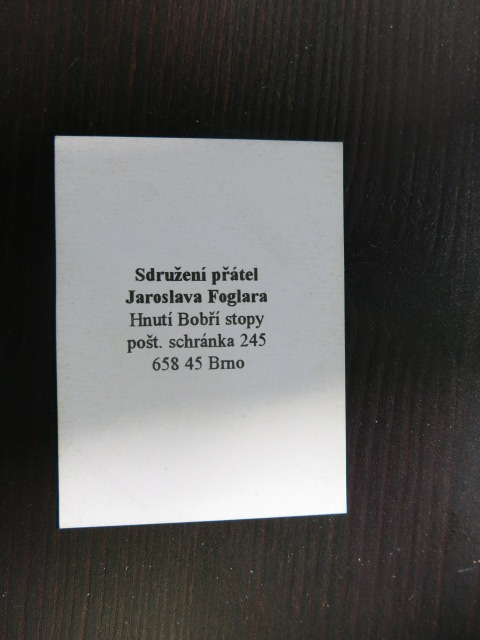 Sdružení přátel
Jaroslava Foglara
Hnutí Bobří stopy
pošt. schránka 245
658 45 Brno